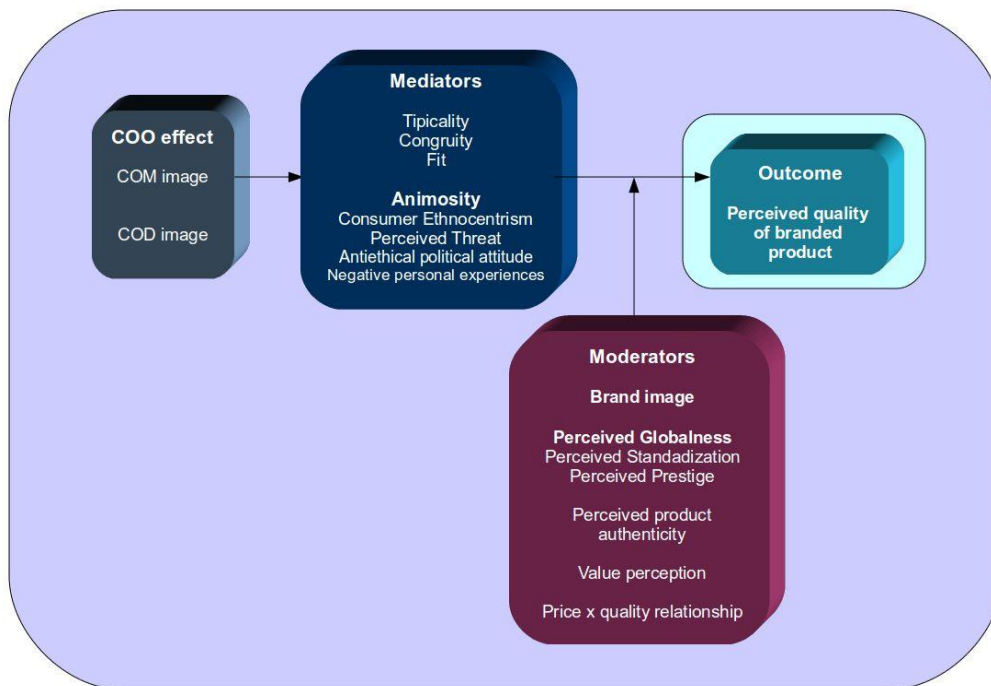 COO effect
COM image
COD image
Mediators
Tipicality
Congruity
Fit
Animosity
Consumer Ethnocentrism
Perceived Threat
Antiethical political attitude
Negative personal experiences
Outcome
Perceived quality
of branded
product
Moderators
Brand image
Perceived Globalness
Perceived Standadization
Perceived Prestige
Perceived product
authenticity
Value perception
Price x quality relationship